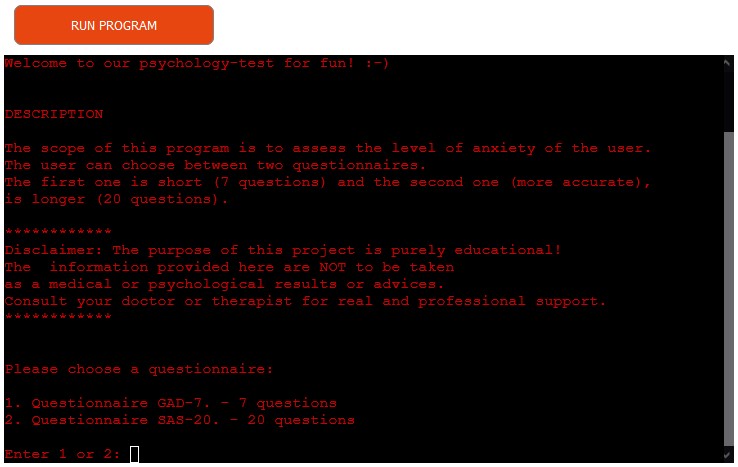 RUN PROGRAM
Welcome to our psychology-test for fun! :-)
DESCRIPTION
The scope of this program is to assess the level of anxiety of the user.
The user can choose between two questionnaires.
The first one is short (7 questions) and the second one (more accurate),
is longer (20 questions).
************
Disclaimer: The purpose of this project is purely educational!
The  information provided here are NOT to be taken
as a medical or psychological results or advices.
Consult your doctor or therapist for real and professional support.
************
Please choose a questionnaire:
1. Questionnaire GAD-7. - 7 questions
2. Questionnaire SAS-20. - 20 questions
Enter 1 or 2: